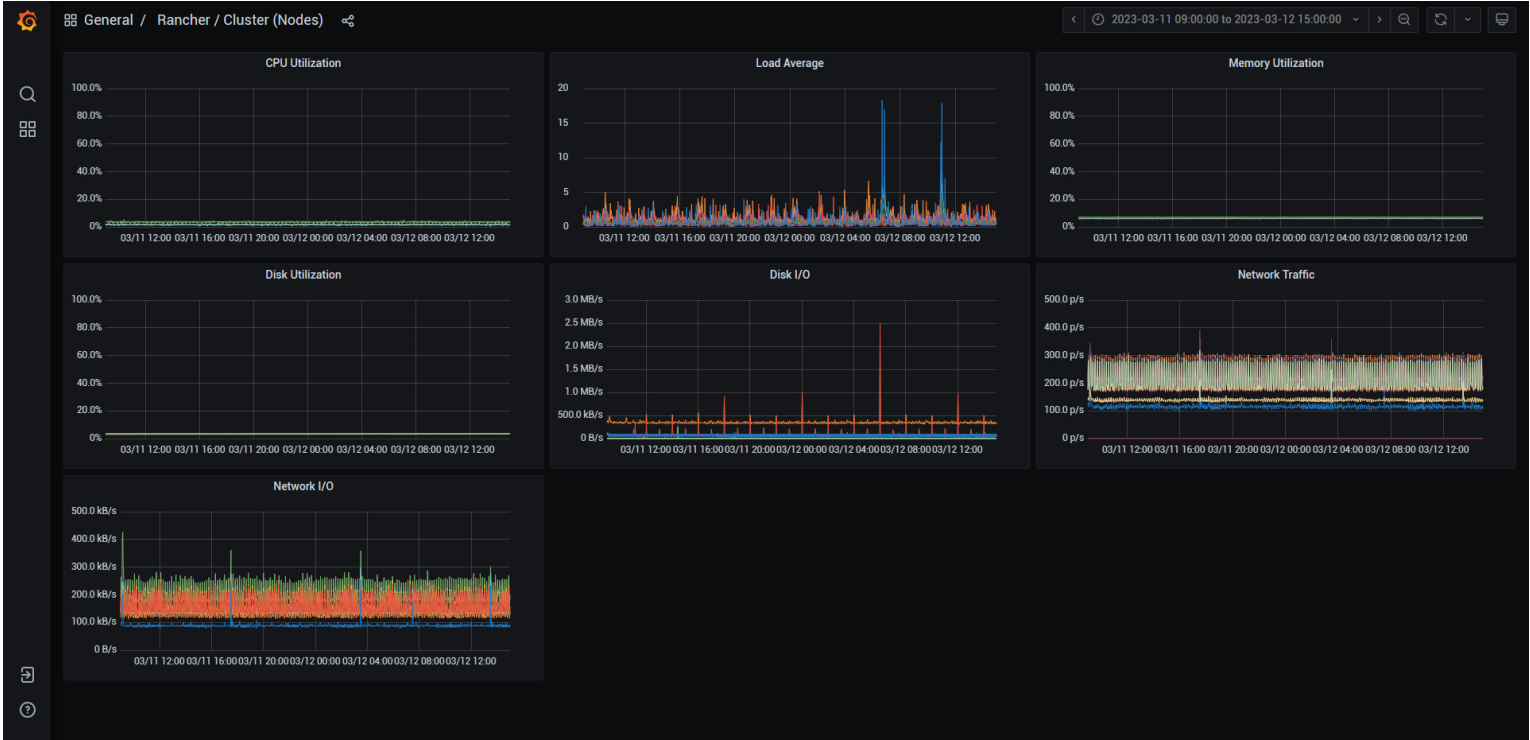 General / Rancher / Cluster (Nodes)
2023-03-11 09:00:00 to 2023-03-12 15:00:00
CPU Utilization
100.0%
80.0%
60.0%
40.0%
20.0%
0%
03/11 12:00 03/11 16:00 03/11 20:00 03/12 00:00 03/12 04:00 03/12 08:00 03/12 12:00
Load Average
20
15
10
5
0
03/11 12:00 03/11 16:00 03/11 20:00 03/12 00:00 03/12 04:00 03/12 08:00 03/12 12:00
Memory Utilization
100.0%
80.0%
60.0%
40.0%
20.0%
0%
03/11 12:00 03/11 16:00 03/11 20:00 03/12 00:00 03/12 04:00 03/12 08:00 03/12 12:00
Disk Utilization
100.0%
80.0%
60.0%
40.0%
20.0%
0%
03/11 12:00 03/11 16:00 03/11 20:00 03/12 00:00 03/12 04:00 03/12 08:00 03/12 12:00
Disk I/O
3.0 MB/s
2.5 MB/s
2.0 MB/s
1.5 MB/s
1.0 MB/s
500.0 kB/s
0 B/s
03/11 12:00 03/11 16:00 03/11 20:00 03/12 00:00 03/12 04:00 03/12 08:00 03/12 12:00
Network Traffic
500.0 p/s
400.0 p/s
300.0 p/s
200.0 p/s
100.0 p/s
0 p/s
03/11 12:00 03/11 16:00 03/11 20:00 03/12 00:00 03/12 04:00 03/12 08:00 03/12 12:00
Network I/O
500.0 kB/s
400.0 kB/s
300.0 kB/s
200.0 kB/s
100.0 kB/s
0 B/s
03/11 12:00 03/11 16:00 03/11 20:00 03/12 00:00 03/12 04:00 03/12 08:00 03/12 12:00